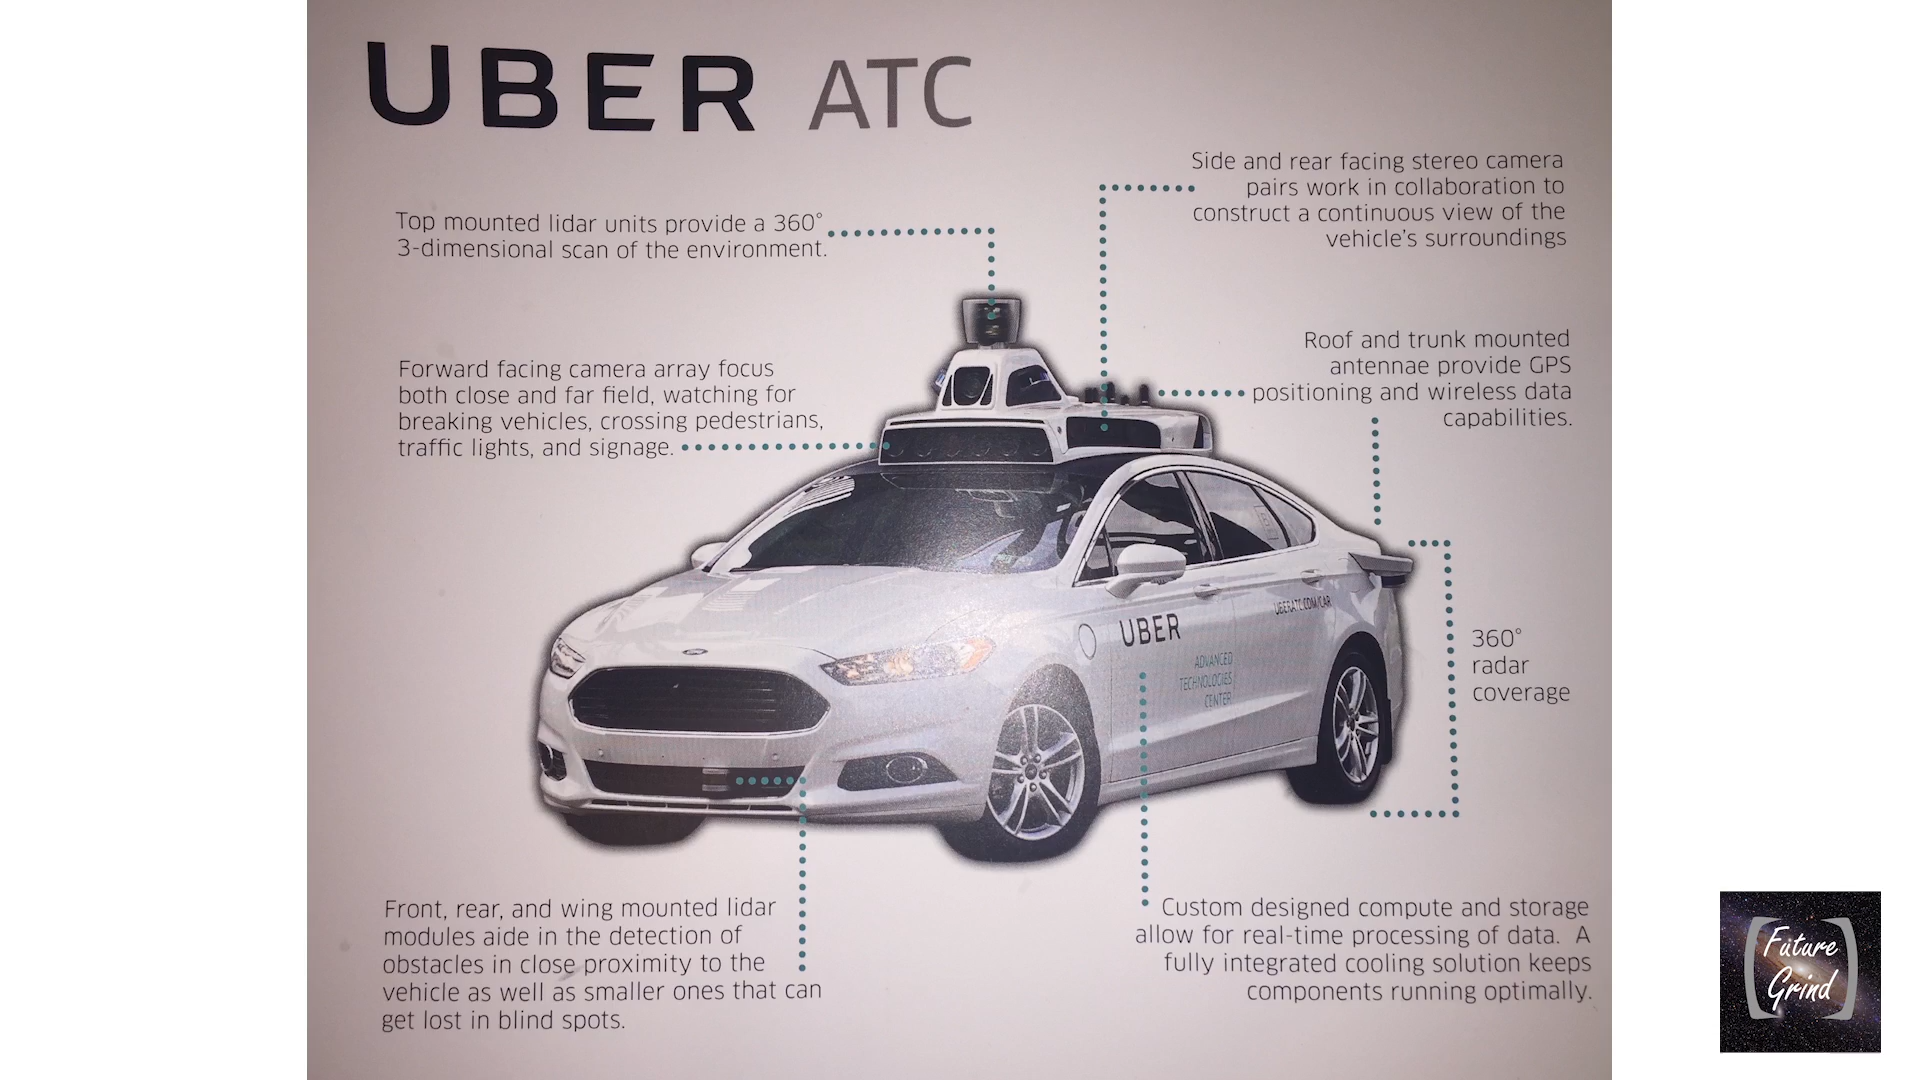 UBER ATC
Top mounted lidar units provide a 360°
3-dimensional scan of the environment.
Side and rear facing stereo camera
pairs work in collaboration to
construct a continuous view of the
vehicle's surroundings
Forward facing camera array focus
both close and far field, watching for
breaking vehicles, crossing pedestrians,
traffic lights, and signage.
Roof and trunk mounted
antennae provide GPS
positioning and wireless data
capabilities.
UBER
ADVANCED
TECHNOLOGIES
CENTER
UBERATC.COM/CAR
360°
radar
coverage
Front, rear, and wing mounted lidar
modules aide in the detection of
obstacles in close proximity to the
vehicle as well as smaller ones that can
get lost in blind spots.
Custom designed compute and storage
allow for real-time processing of data. A
fully integrated cooling solution keeps
components running optimally.
Future
Grind